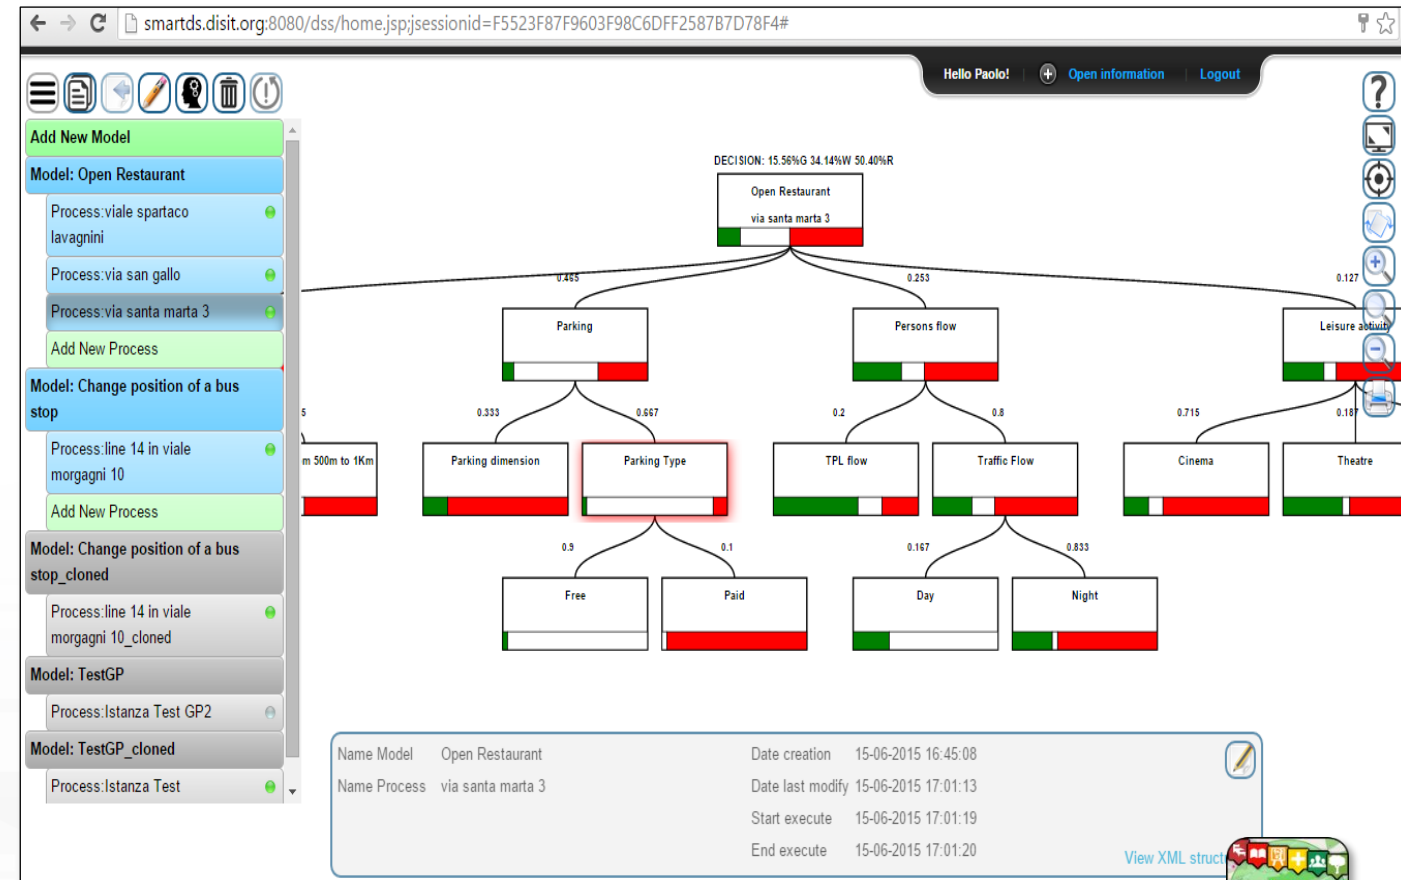 smartds.disit.org:8080/dss/home.jsp;jsessionid=F5523F87F9603F98C6DFF2587B7D78F4#
Hello Paolo!
Open information
Logout
Add New Model
Model: Open Restaurant
Process:viale spartaco
lavagnini
Process:via san gallo
Process:via santa marta 3
Add New Process
Model: Change position of a bus
stop
Process:line 14 in viale
morgagni 10
Add New Process
Model: Change position of a bus
stop_cloned
Process:line 14 in viale
morgagni 10_cloned
Model: TestGP
Process:Istanza Test GP2
Model: TestGP_cloned
Process:Istanza Test
DECISION: 15.56%G 34.14%W 50.40%R
Open Restaurant
via santa marta 3
0.465
0.253
0.127
Parking
Persons flow
Leisure activity
5
0.333
0.667
0.2
0.8
0.715
0.187
m 500m to 1Km
Parking dimension
Parking Type
TPL flow
Traffic Flow
Cinema
Theatre
0.9
0.1
0.167
0.833
Free
Paid
Day
Night
Name Model Open Restaurant
Date creation 15-06-2015 16:45:08
Name Process via santa marta 3
Date last modify 15-06-2015 17:01:13
Start execute 15-06-2015 17:01:19
End execute 15-06-2015 17:01:20
View XML struct